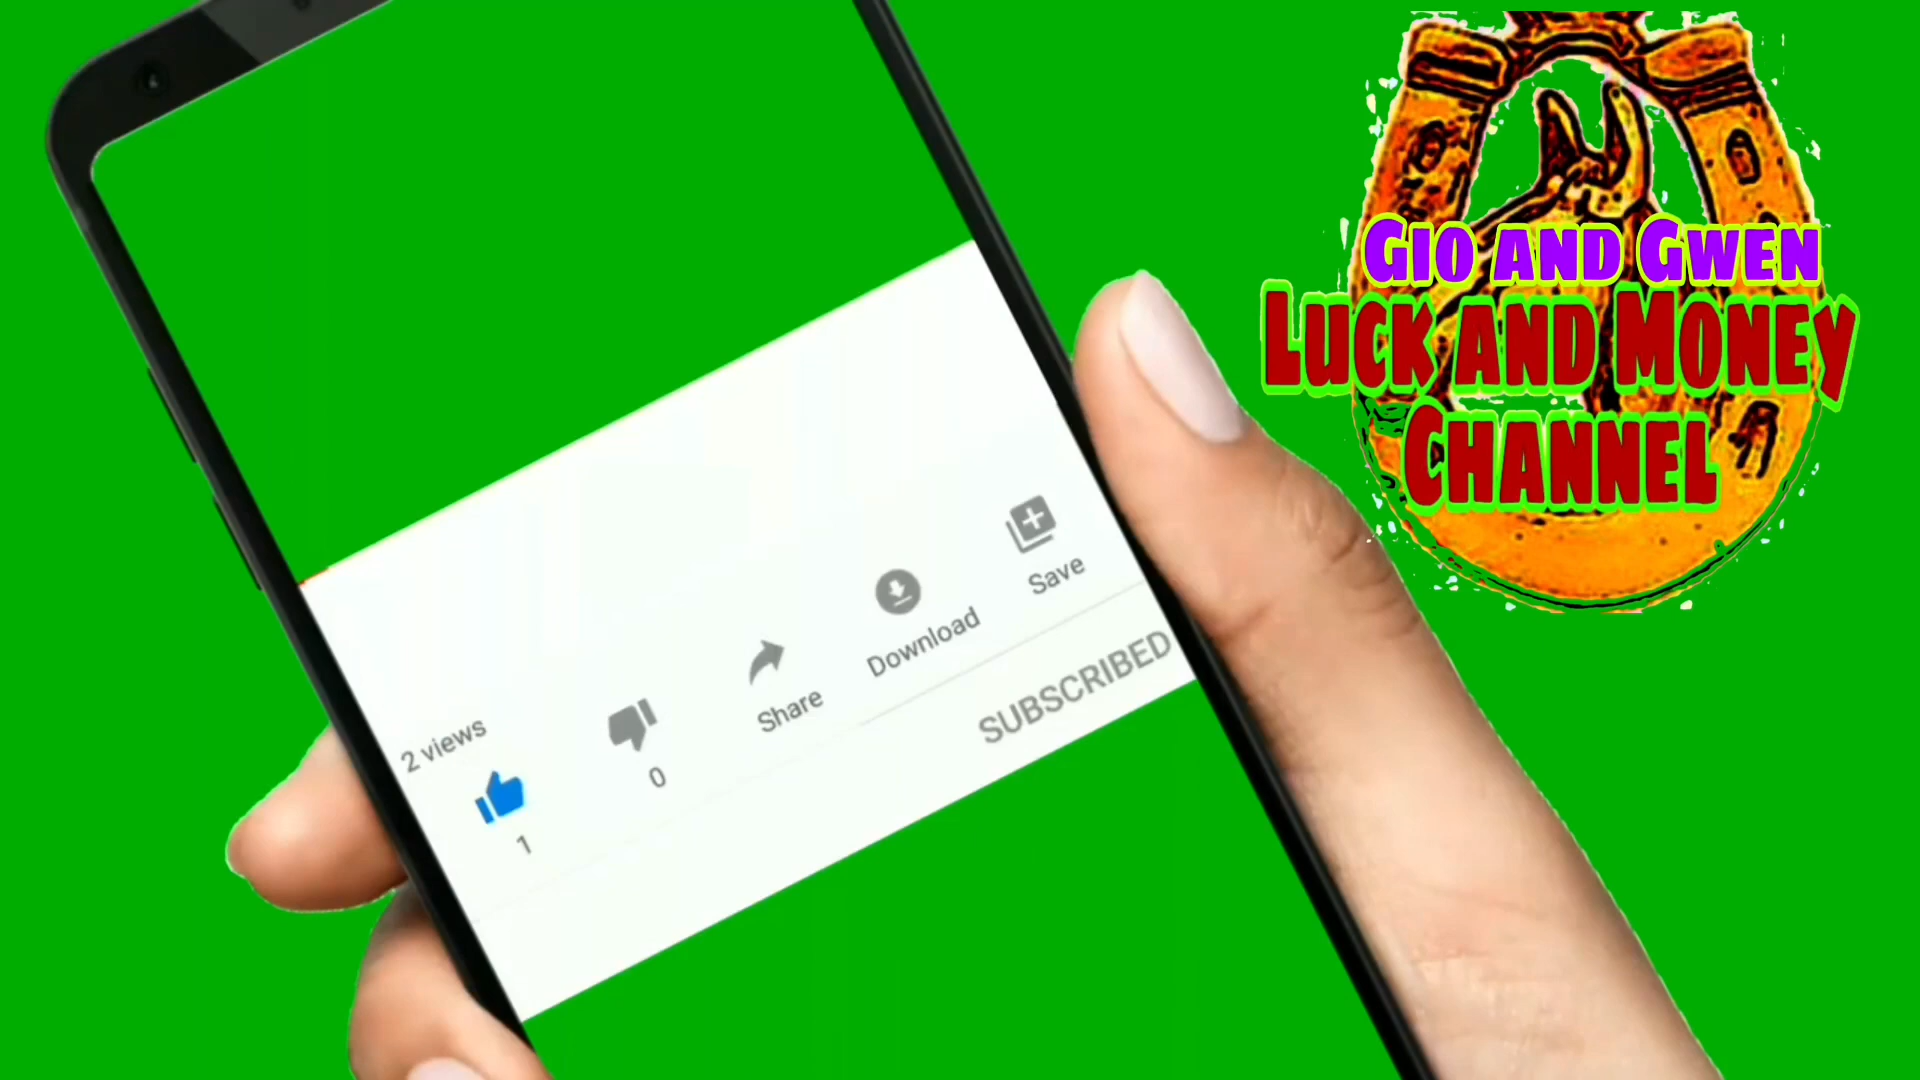 Gio and Gwen
Luck and Money
Channel
2 views
1
0
Share
Download
Save
SUBSCRIBED